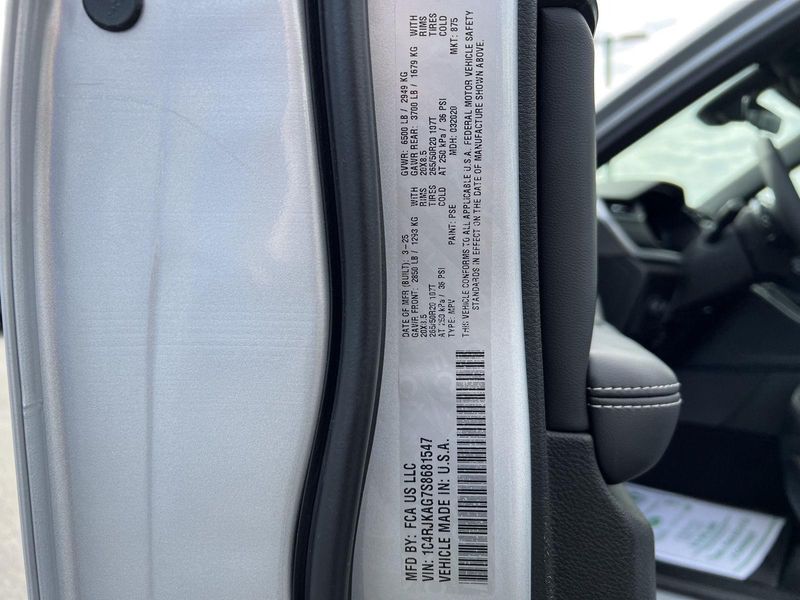 MFD BY: FCA US LLC
VIN: 1C4RJKAG7S8681547
VEHICLE MADE IN: U.S.A.
DATE OF MFR (BUILT): 3-25
GAWR FRONT: 2850 LB / 1293 KG WITH
20X8.5 RIMS
265/50R20 107T TIRES
AT 250 kPa / 36 PSI COLD
TYPE: MPV PAINT: PSE
GVWR: 6500 LB / 2949 KG
GAWR REAR: 3700 LB / 1679 KG WITH
20X8.5 RIMS
265/50R20 107T TIRES
AT 250 kPa / 36 PSI COLD
MDH: 032020 MKT: 875
THIS VEHICLE CONFORMS TO ALL APPLICABLE U.S.A. FEDERAL MOTOR VEHICLE SAFETY
STANDARDS IN EFFECT ON THE DATE OF MANUFACTURE SHOWN ABOVE.